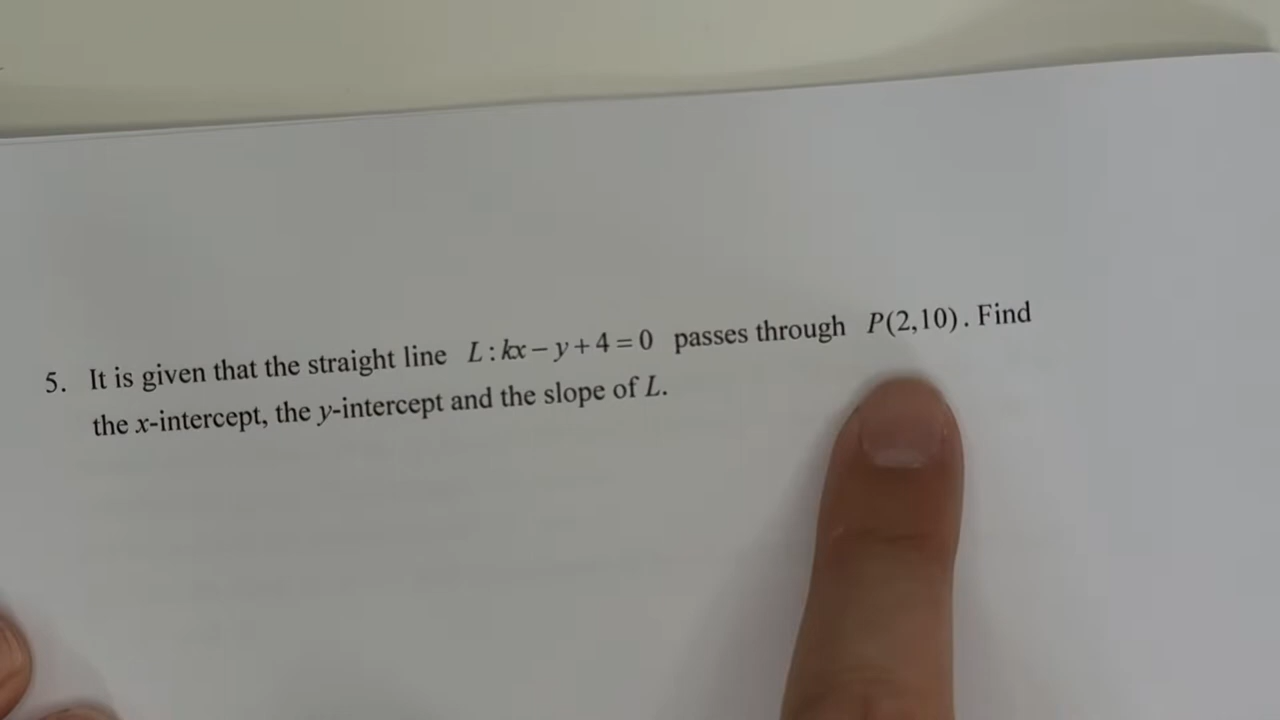 5. It is given that the straight line L : kx − y + 4 = 0 passes through P(2,10). Find
the x-intercept, the y-intercept and the slope of L.